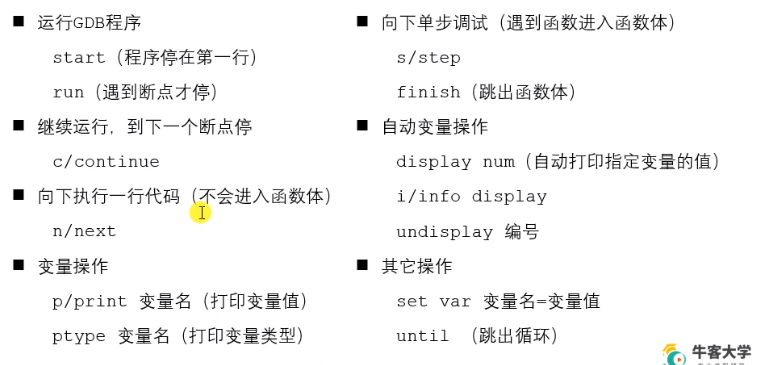 ■ 运行GDB程序
start（程序停在第一行）
run（遇到断点才停）
■ 继续运行，到下一个断点停
c/continue
■ 向下执行一行代码（不会进入函数体）
n/next
■ 变量操作
p/print 变量名（打印变量值）
ptype 变量名（打印变量类型）
■ 向下单步调试（遇到函数进入函数体）
s/step
finish（跳出函数体）
■ 自动变量操作
display num（自动打印指定变量的值）
i/info display
undisplay 编号
■ 其它操作
set var 变量名=变量值
until （跳出循环）
牛客大学